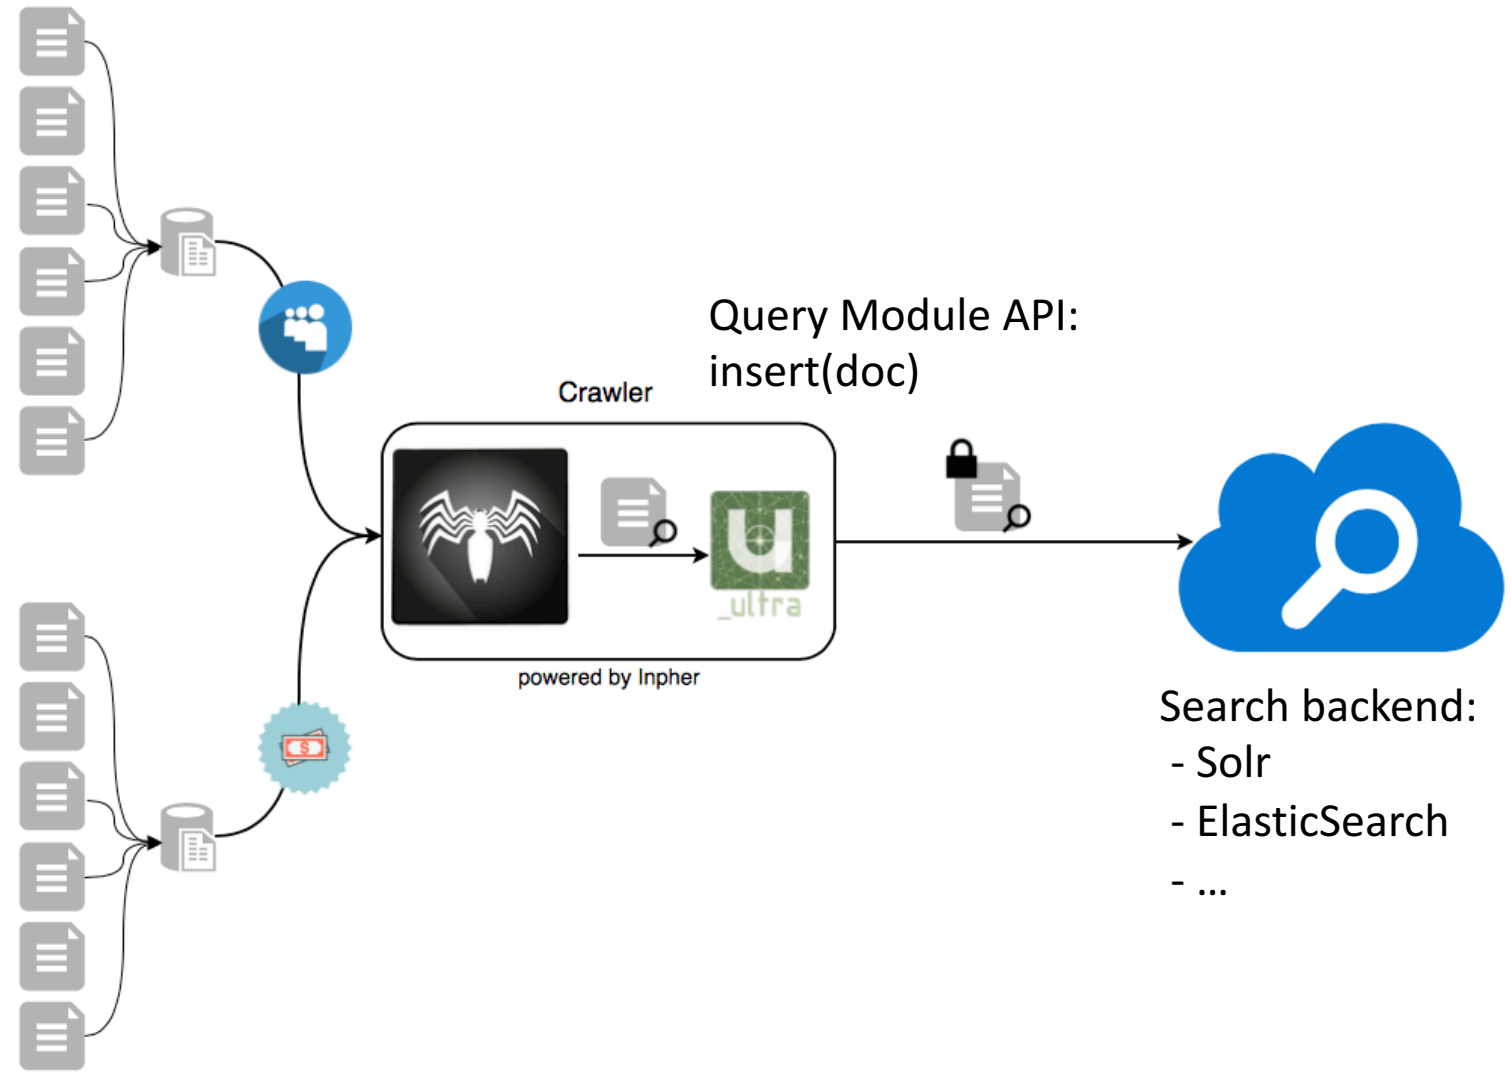 Query Module API:
insert(doc)
Crawler
u
_ultra
powered by Inpher
$
Search backend:
- Solr
- ElasticSearch
- ...